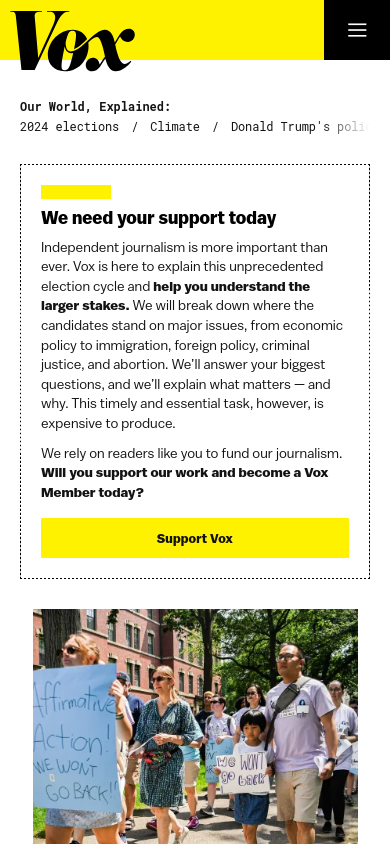 Vox
Our World, Explained:
2024 elections / Climate / Donald Trump's poli
We need your support today
Independent journalism is more important than
ever. Vox is here to explain this unprecedented
election cycle and help you understand the
larger stakes. We will break down where the
candidates stand on major issues, from economic
policy to immigration, foreign policy, criminal
justice, and abortion. We’ll answer your biggest
questions, and we’ll explain what matters — and
why. This timely and essential task, however, is
expensive to produce.
We rely on readers like you to fund our journalism.
Will you support our work and become a Vox
Member today?
Support Vox
Affirmative
Action!
WE WON'T
GO BACK!!
WE WON'T
GO BACK